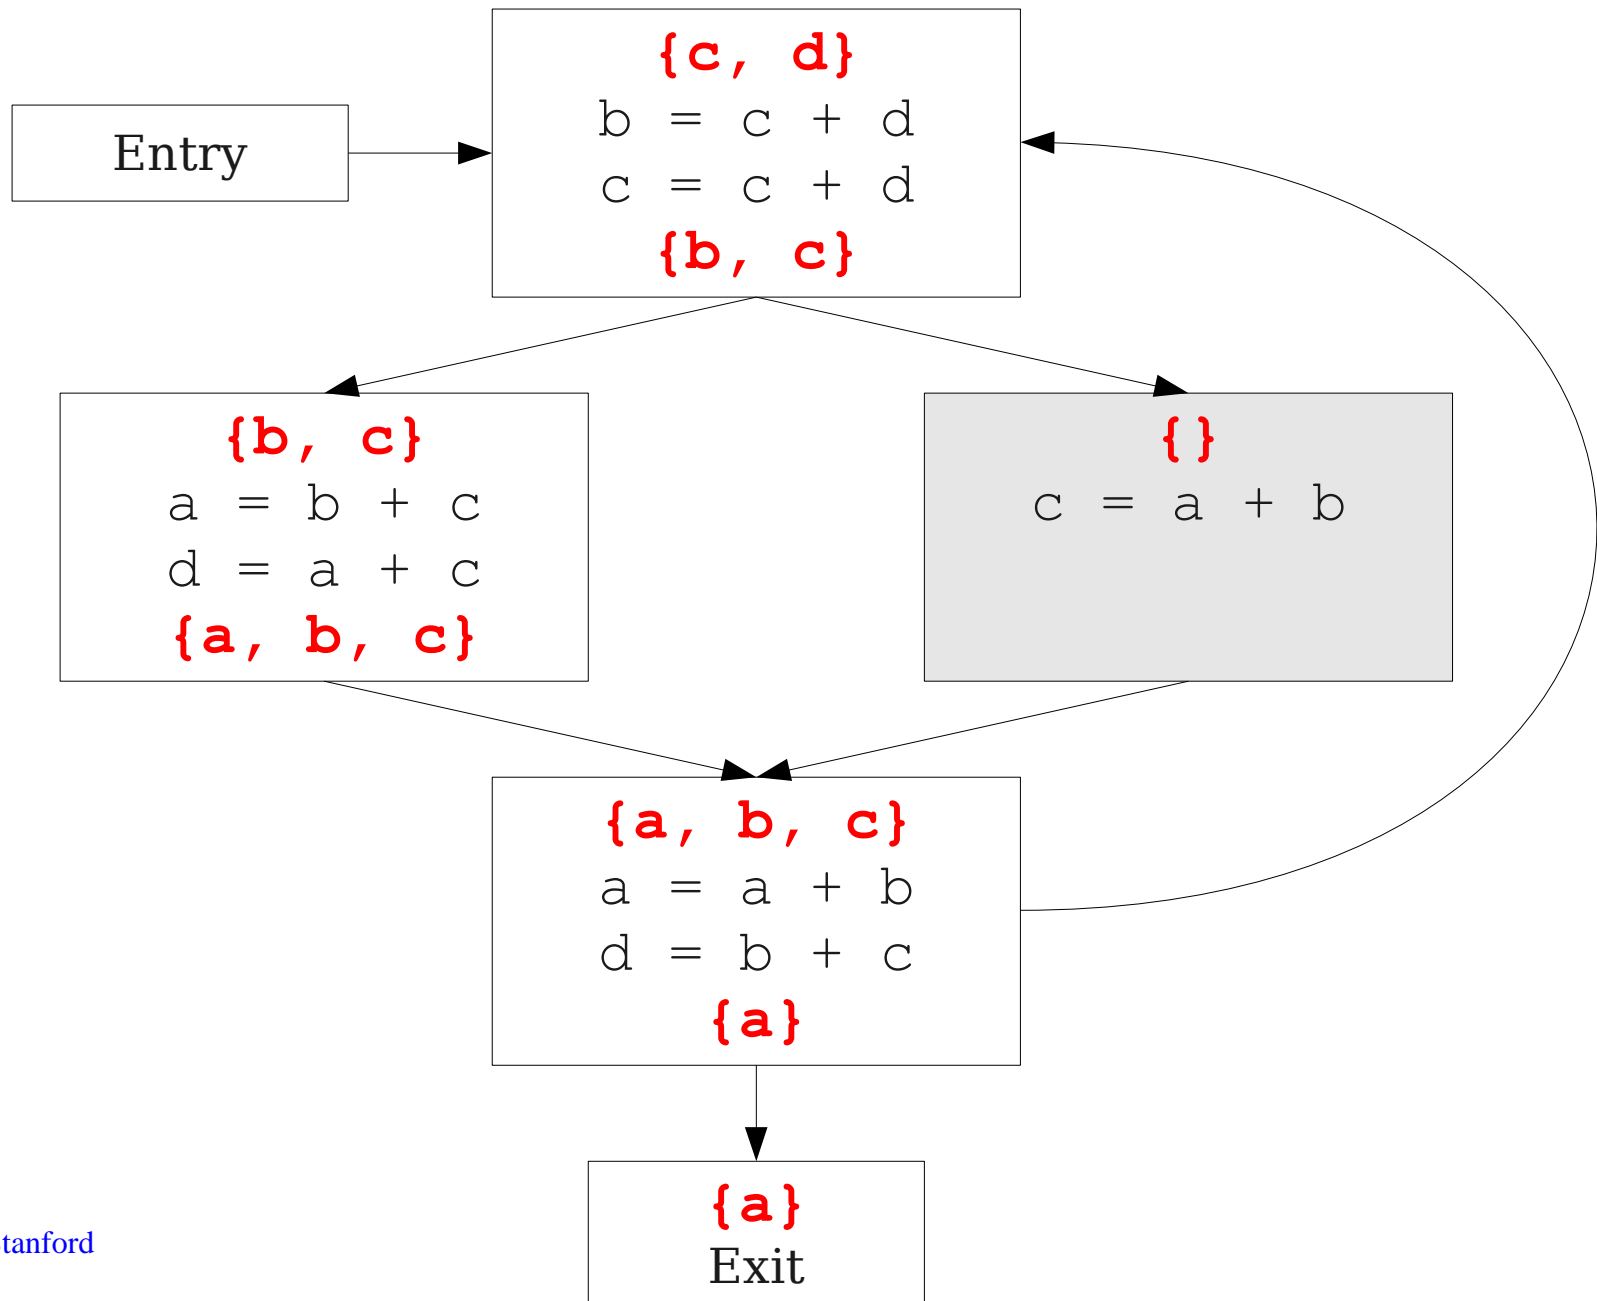 {c, d}
b = c + d
c = c + d
{b, c}
Entry
{b, c}
a = b + c
d = a + c
{a, b, c}
{}
c = a + b
{a, b, c}
a = a + b
d = b + c
{a}
{a}
Exit
tanford